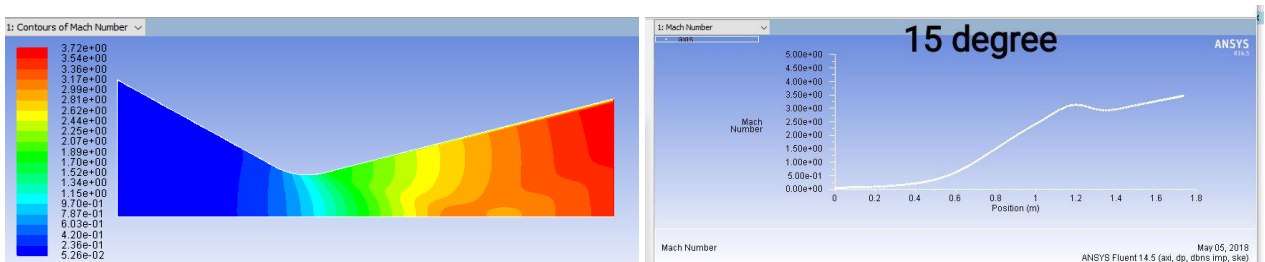 1: Contours of Mach Number
3.72e+00
3.54e+00
3.36e+00
3.17e+00
2.99e+00
2.81e+00
2.62e+00
2.44e+00
2.25e+00
2.07e+00
1.89e+00
1.70e+00
1.52e+00
1.34e+00
1.15e+00
9.70e-01
7.87e-01
6.03e-01
4.20e-01
2.36e-01
5.26e-02
1: Mach Number
axis
15 degree
ANSYS
R14.5
5.00e+00
4.50e+00
4.00e+00
3.50e+00
3.00e+00
2.50e+00
2.00e+00
1.50e+00
1.00e+00
5.00e-01
0.00e+00
Mach
Number
0 0.2 0.4 0.6 0.8 1 1.2 1.4 1.6 1.8
Position (m)
Mach Number
May 05, 2018
ANSYS Fluent 14.5 (axi, dp, dbns imp, ske)